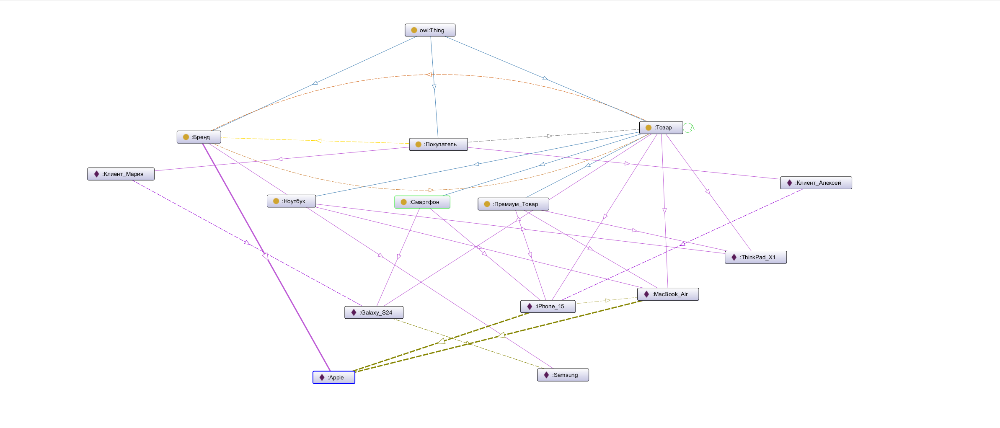 owl:Thing
:Товар
:Бренд
:Покупатель
:Клиент_Мария
:Клиент_Алексей
:Ноутбук
:Смартфон
:Премиум_Товар
:ThinkPad_X1
:MacBook_Air
:iPhone_15
:Galaxy_S24
:Samsung
:Apple